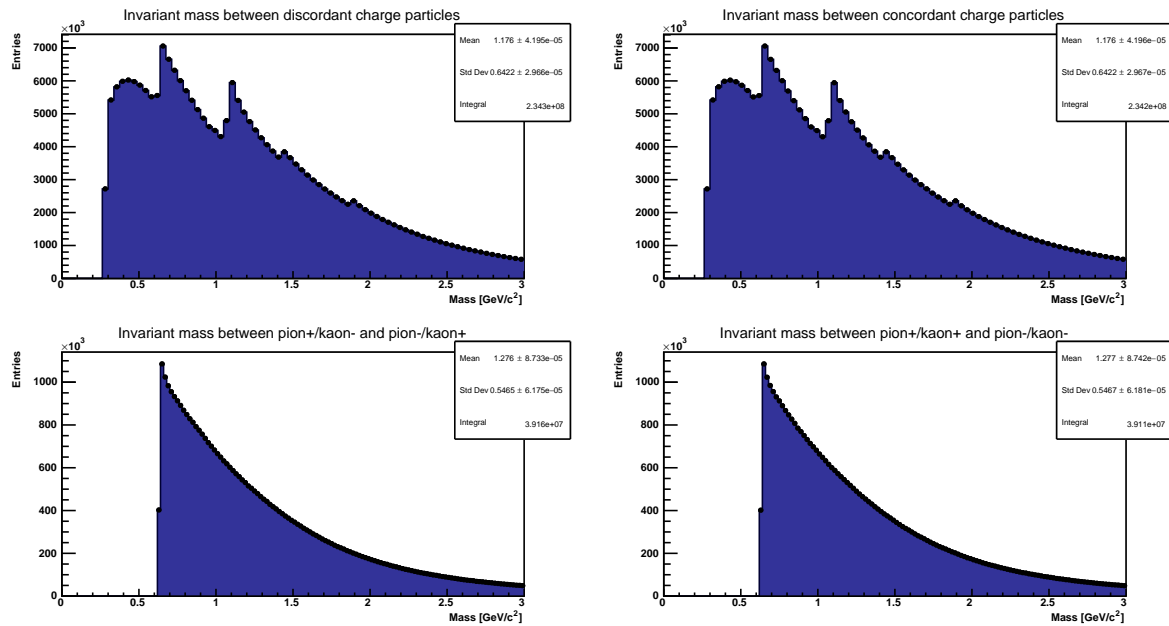 Invariant mass between discordant charge particles
×10³
Entries
7000
6000
5000
4000
3000
2000
1000
0
0 0.5 1 1.5 2 2.5 3
Mass [GeV/c²]
Mean 1.176 ± 4.195e−05
Std Dev 0.6422 ± 2.966e−05
Integral 2.343e+08
Invariant mass between concordant charge particles
×10³
Entries
7000
6000
5000
4000
3000
2000
1000
0
0 0.5 1 1.5 2 2.5 3
Mass [GeV/c²]
Mean 1.176 ± 4.196e−05
Std Dev 0.6422 ± 2.967e−05
Integral 2.342e+08
Invariant mass between pion+/kaon- and pion-/kaon+
×10³
Entries
1000
800
600
400
200
0
0 0.5 1 1.5 2 2.5 3
Mass [GeV/c²]
Mean 1.276 ± 8.733e−05
Std Dev 0.5465 ± 6.175e−05
Integral 3.916e+07
Invariant mass between pion+/kaon+ and pion-/kaon-
×10³
Entries
1000
800
600
400
200
0
0 0.5 1 1.5 2 2.5 3
Mass [GeV/c²]
Mean 1.277 ± 8.742e−05
Std Dev 0.5467 ± 6.181e−05
Integral 3.911e+07